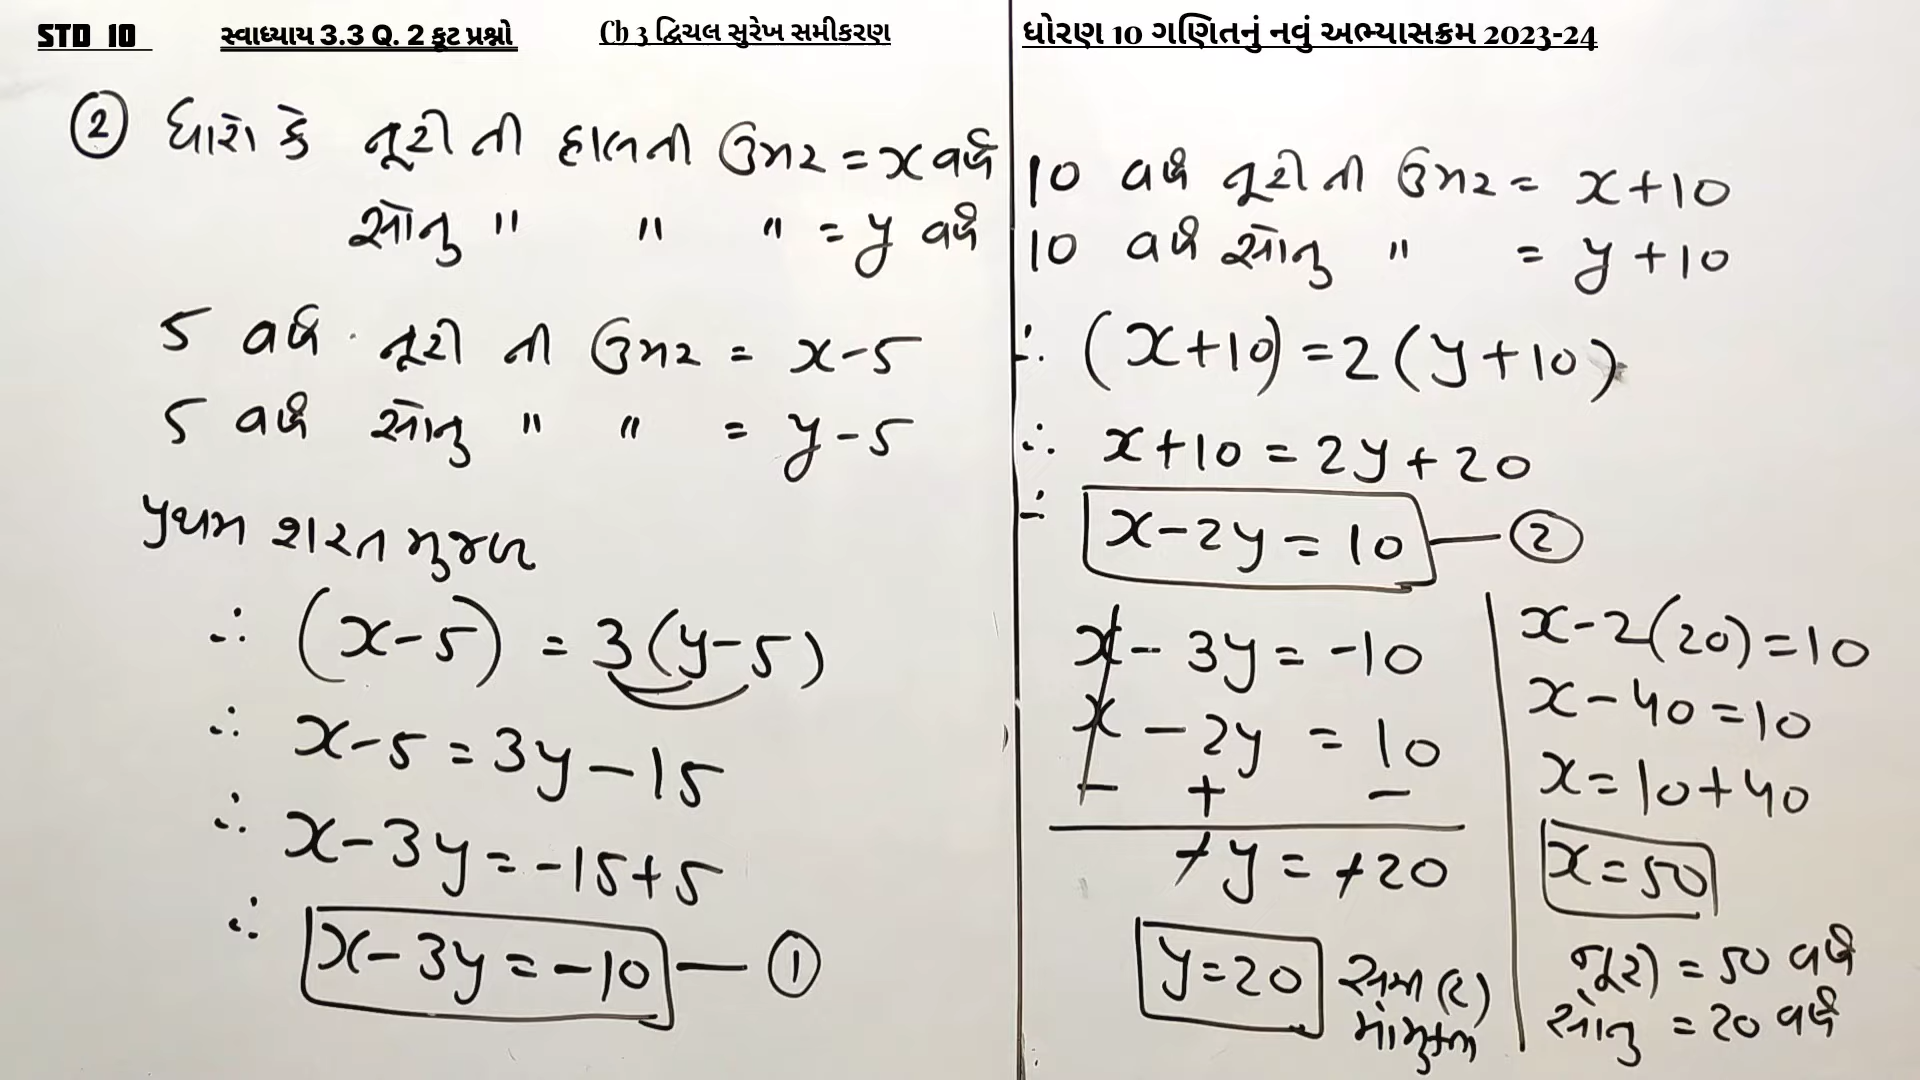 STD 10
સ્વાધ્યાય 3.3 Q. 2 કૂટ પ્રશ્નો
Ch 3 દ્વિચલ સુરેખ સમીકરણ
ધોરણ 10 ગણિતનું નવું અભ્યાસક્રમ 2023-24
② ધારો કે નૂરી ની હાલની ઉંમર = x વર્ષ
સોનુ " " " = y વર્ષ
5 વર્ષ નૂરી ની ઉંમર = x-5
5 વર્ષ સોનુ " " = y-5
પ્રથમ શરત મુજબ
∴ (x-5) = 3(y-5)
∴ x-5 = 3y-15
∴ x-3y = -15+5
∴ x-3y = -10 — ①
10 વર્ષ નૂરી ની ઉંમર = x+10
10 વર્ષ સોનુ " = y+10
∴ (x+10) = 2(y+10)
∴ x+10 = 2y+20
∴ x-2y = 10 — ②
x - 3y = -10
x - 2y = 10
- + -
-y = -20
y = 20
સમી (2)
માં મુકતા
x-2(20) = 10
x-40 = 10
x = 10+40
x = 50
નૂરી = 50 વર્ષ
સોનુ = 20 વર્ષ